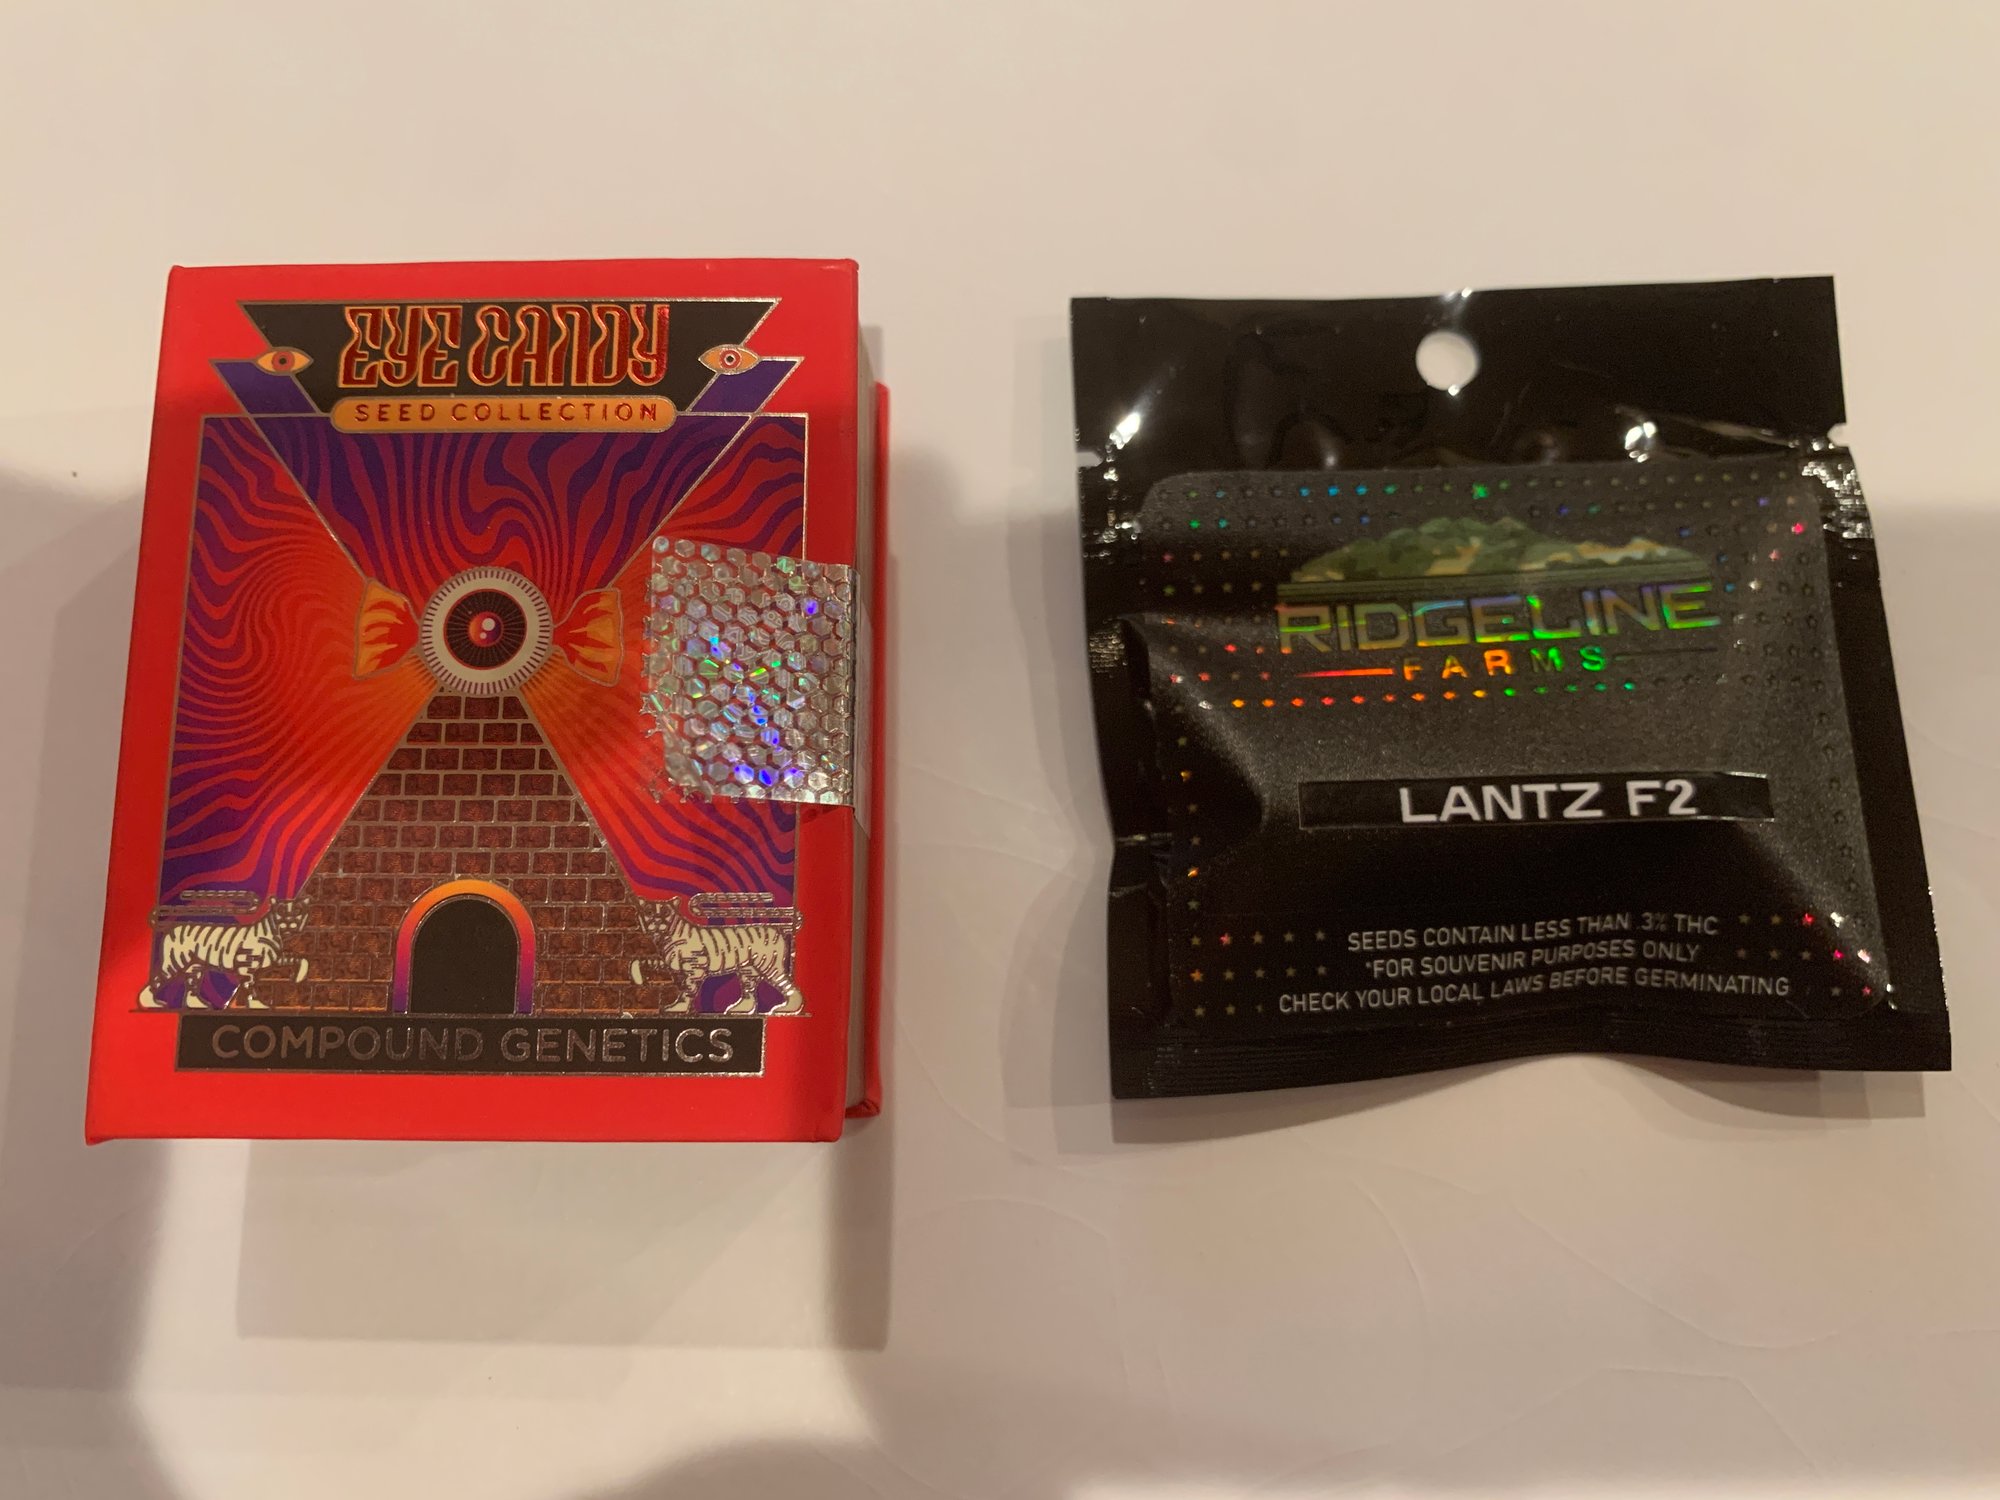 EYE CANDY
SEED COLLECTION
COMPOUND GENETICS
RIDGELINE
FARMS
LANTZ F2
SEEDS CONTAIN LESS THAN .3% THC
*FOR SOUVENIR PURPOSES ONLY
CHECK YOUR LOCAL LAWS BEFORE GERMINATING